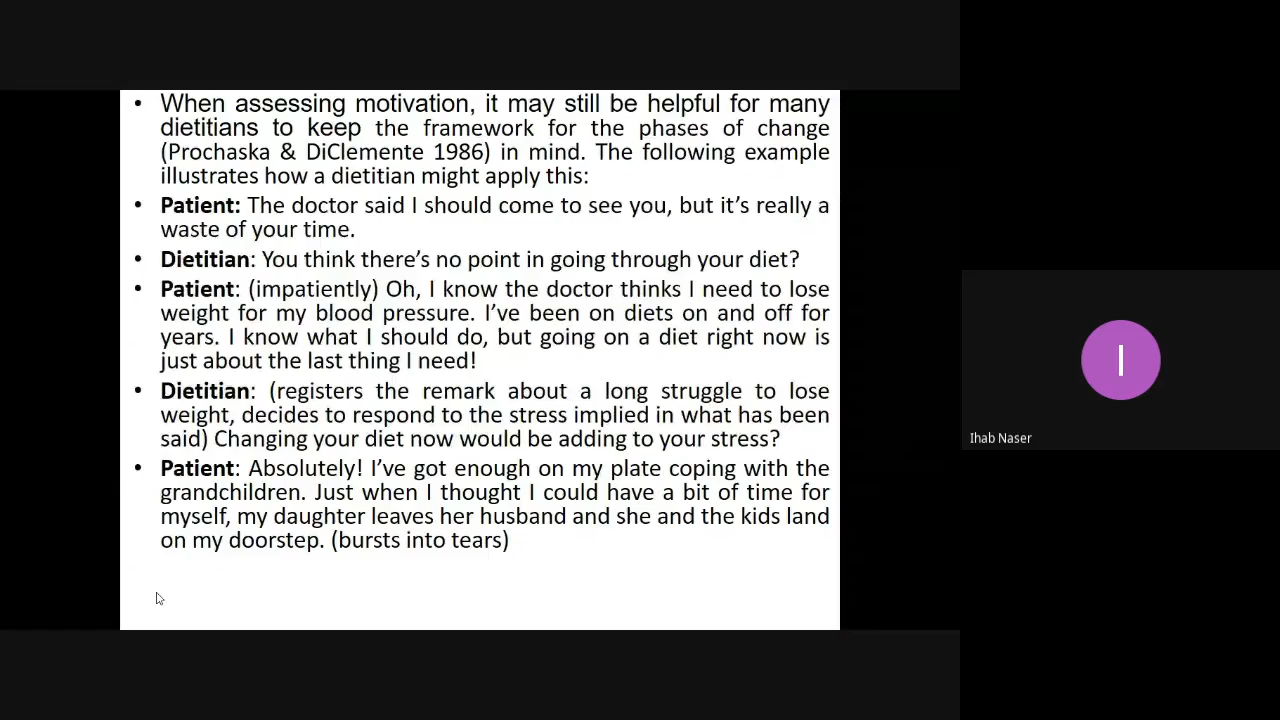 • When assessing motivation, it may still be helpful for many
dietitians to keep the framework for the phases of change
(Prochaska & DiClemente 1986) in mind. The following example
illustrates how a dietitian might apply this:
• Patient: The doctor said I should come to see you, but it's really a
waste of your time.
• Dietitian: You think there's no point in going through your diet?
• Patient: (impatiently) Oh, I know the doctor thinks I need to lose
weight for my blood pressure. I've been on diets on and off for
years. I know what I should do, but going on a diet right now is
just about the last thing I need!
• Dietitian: (registers the remark about a long struggle to lose
weight, decides to respond to the stress implied in what has been
said) Changing your diet now would be adding to your stress?
• Patient: Absolutely! I've got enough on my plate coping with the
grandchildren. Just when I thought I could have a bit of time for
myself, my daughter leaves her husband and she and the kids land
on my doorstep. (bursts into tears)
I
Ihab Naser